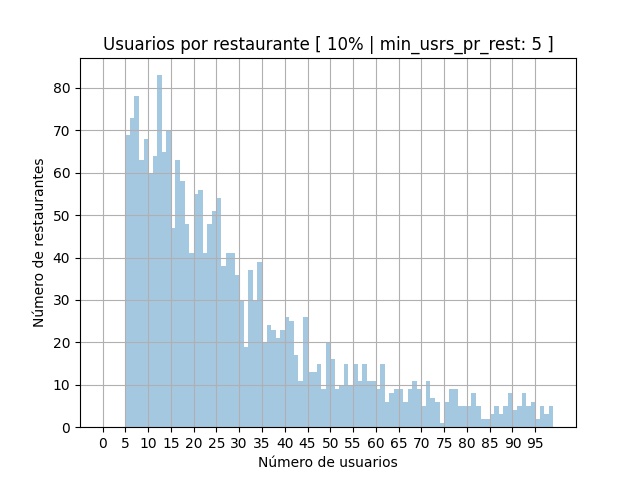 Usuarios por restaurante [ 10% | min_usrs_pr_rest: 5 ]
Número de restaurantes
80
70
60
50
40
30
20
10
0
0 5 10 15 20 25 30 35 40 45 50 55 60 65 70 75 80 85 90 95
Número de usuarios